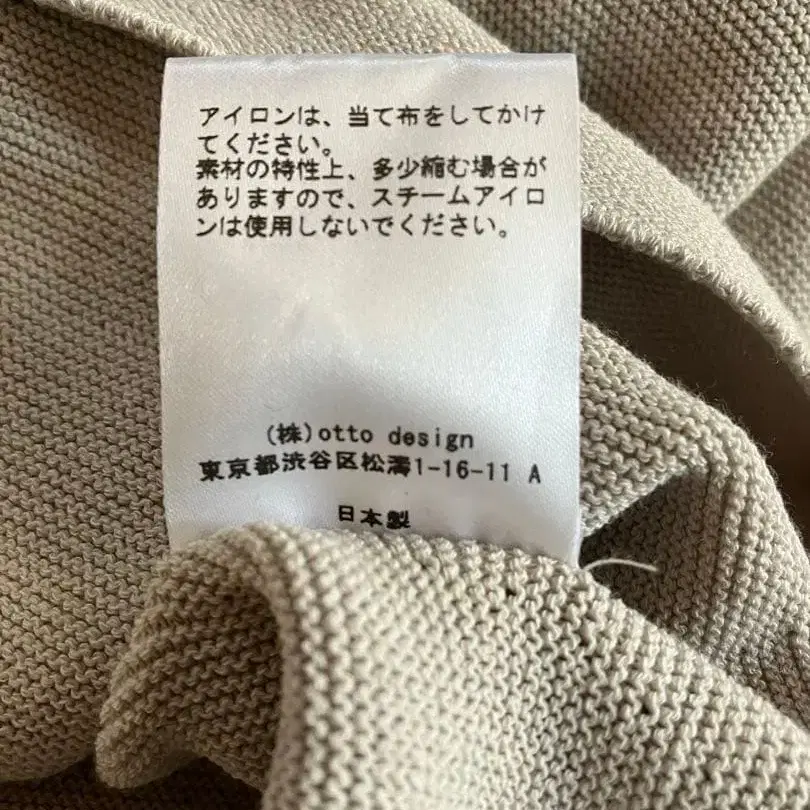 アイロンは、当て布をしてかけ
てください。
素材の特性上、多少縮む場合が
ありますので、スチームアイロ
ンは使用しないでください。
(株)otto design
東京都渋谷区松濤1-16-11 A
日本製